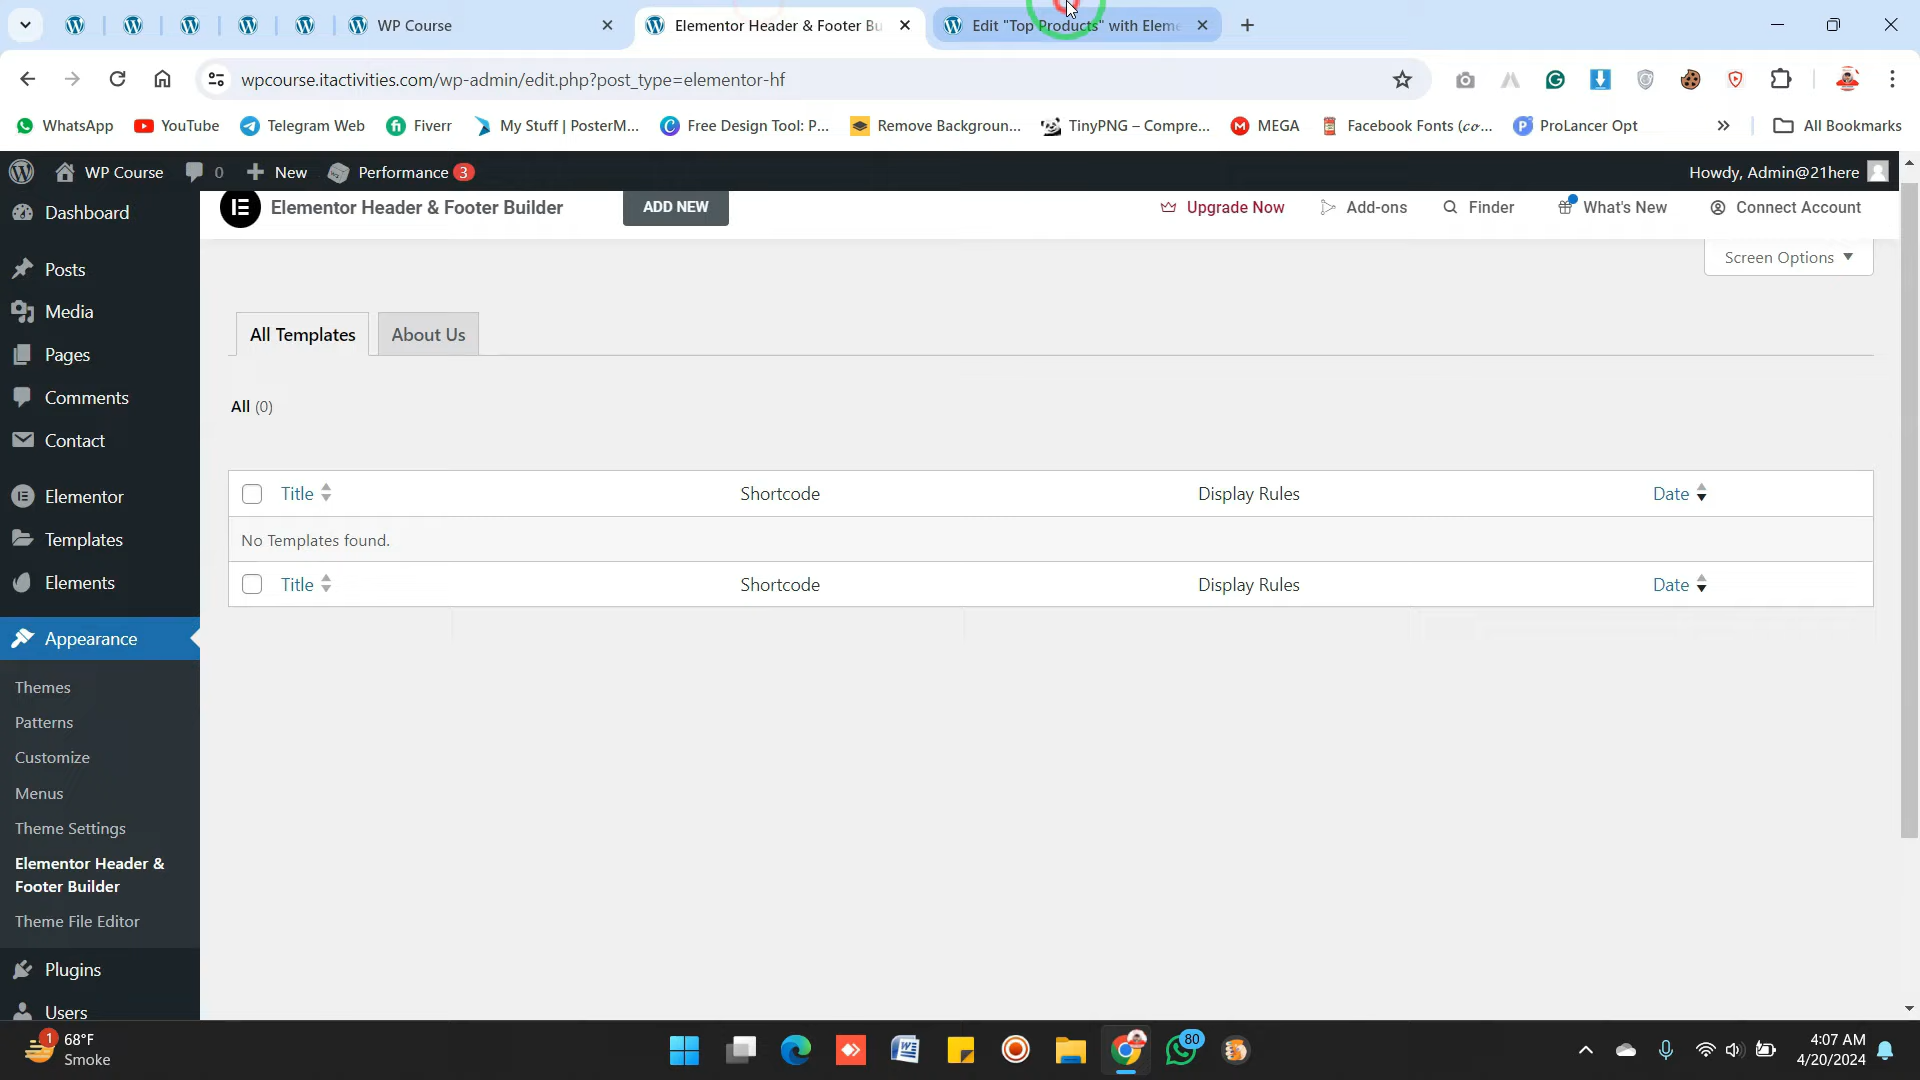 WP Course
Elementor Header & Footer Bu
Edit "Top Products" with Eleme
wpcourse.itactivities.com/wp-admin/edit.php?post_type=elementor-hf
WhatsApp
YouTube
Telegram Web
Fiverr
My Stuff | PosterM...
Free Design Tool: P...
Remove Backgroun...
TinyPNG – Compre...
MEGA
Facebook Fonts (co...
ProLancer Opt
All Bookmarks
WP Course
0
New
Performance 3
Howdy, Admin@21here
Elementor Header & Footer Builder
ADD NEW
Upgrade Now
Add-ons
Finder
What's New
Connect Account
Screen Options
Dashboard
Posts
Media
Pages
Comments
Contact
Elementor
Templates
Elements
Appearance
Themes
Patterns
Customize
Menus
Theme Settings
Elementor Header &
Footer Builder
Theme File Editor
Plugins
Users
All Templates
About Us
All (0)
Title
Shortcode
Display Rules
Date
No Templates found.
Title
Shortcode
Display Rules
Date
1
68°F
Smoke
80
4:07 AM
4/20/2024